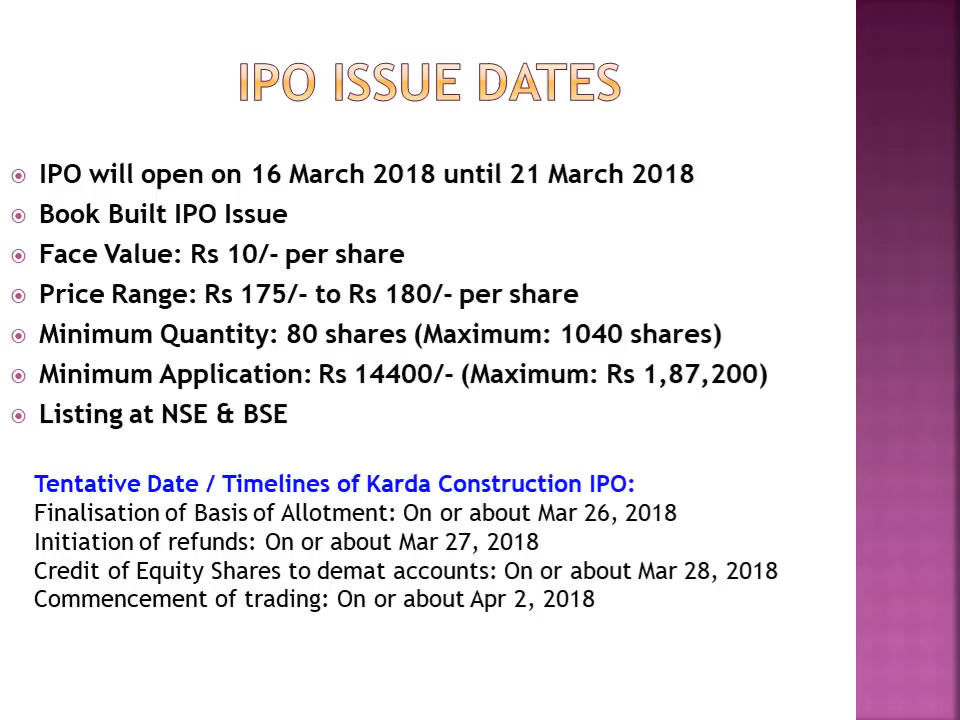 IPO ISSUE DATES
IPO will open on 16 March 2018 until 21 March 2018
Book Built IPO Issue
Face Value: Rs 10/- per share
Price Range: Rs 175/- to Rs 180/- per share
Minimum Quantity: 80 shares (Maximum: 1040 shares)
Minimum Application: Rs 14400/- (Maximum: Rs 1,87,200)
Listing at NSE & BSE
Tentative Date / Timelines of Karda Construction IPO:
Finalisation of Basis of Allotment: On or about Mar 26, 2018
Initiation of refunds: On or about Mar 27, 2018
Credit of Equity Shares to demat accounts: On or about Mar 28, 2018
Commencement of trading: On or about Apr 2, 2018